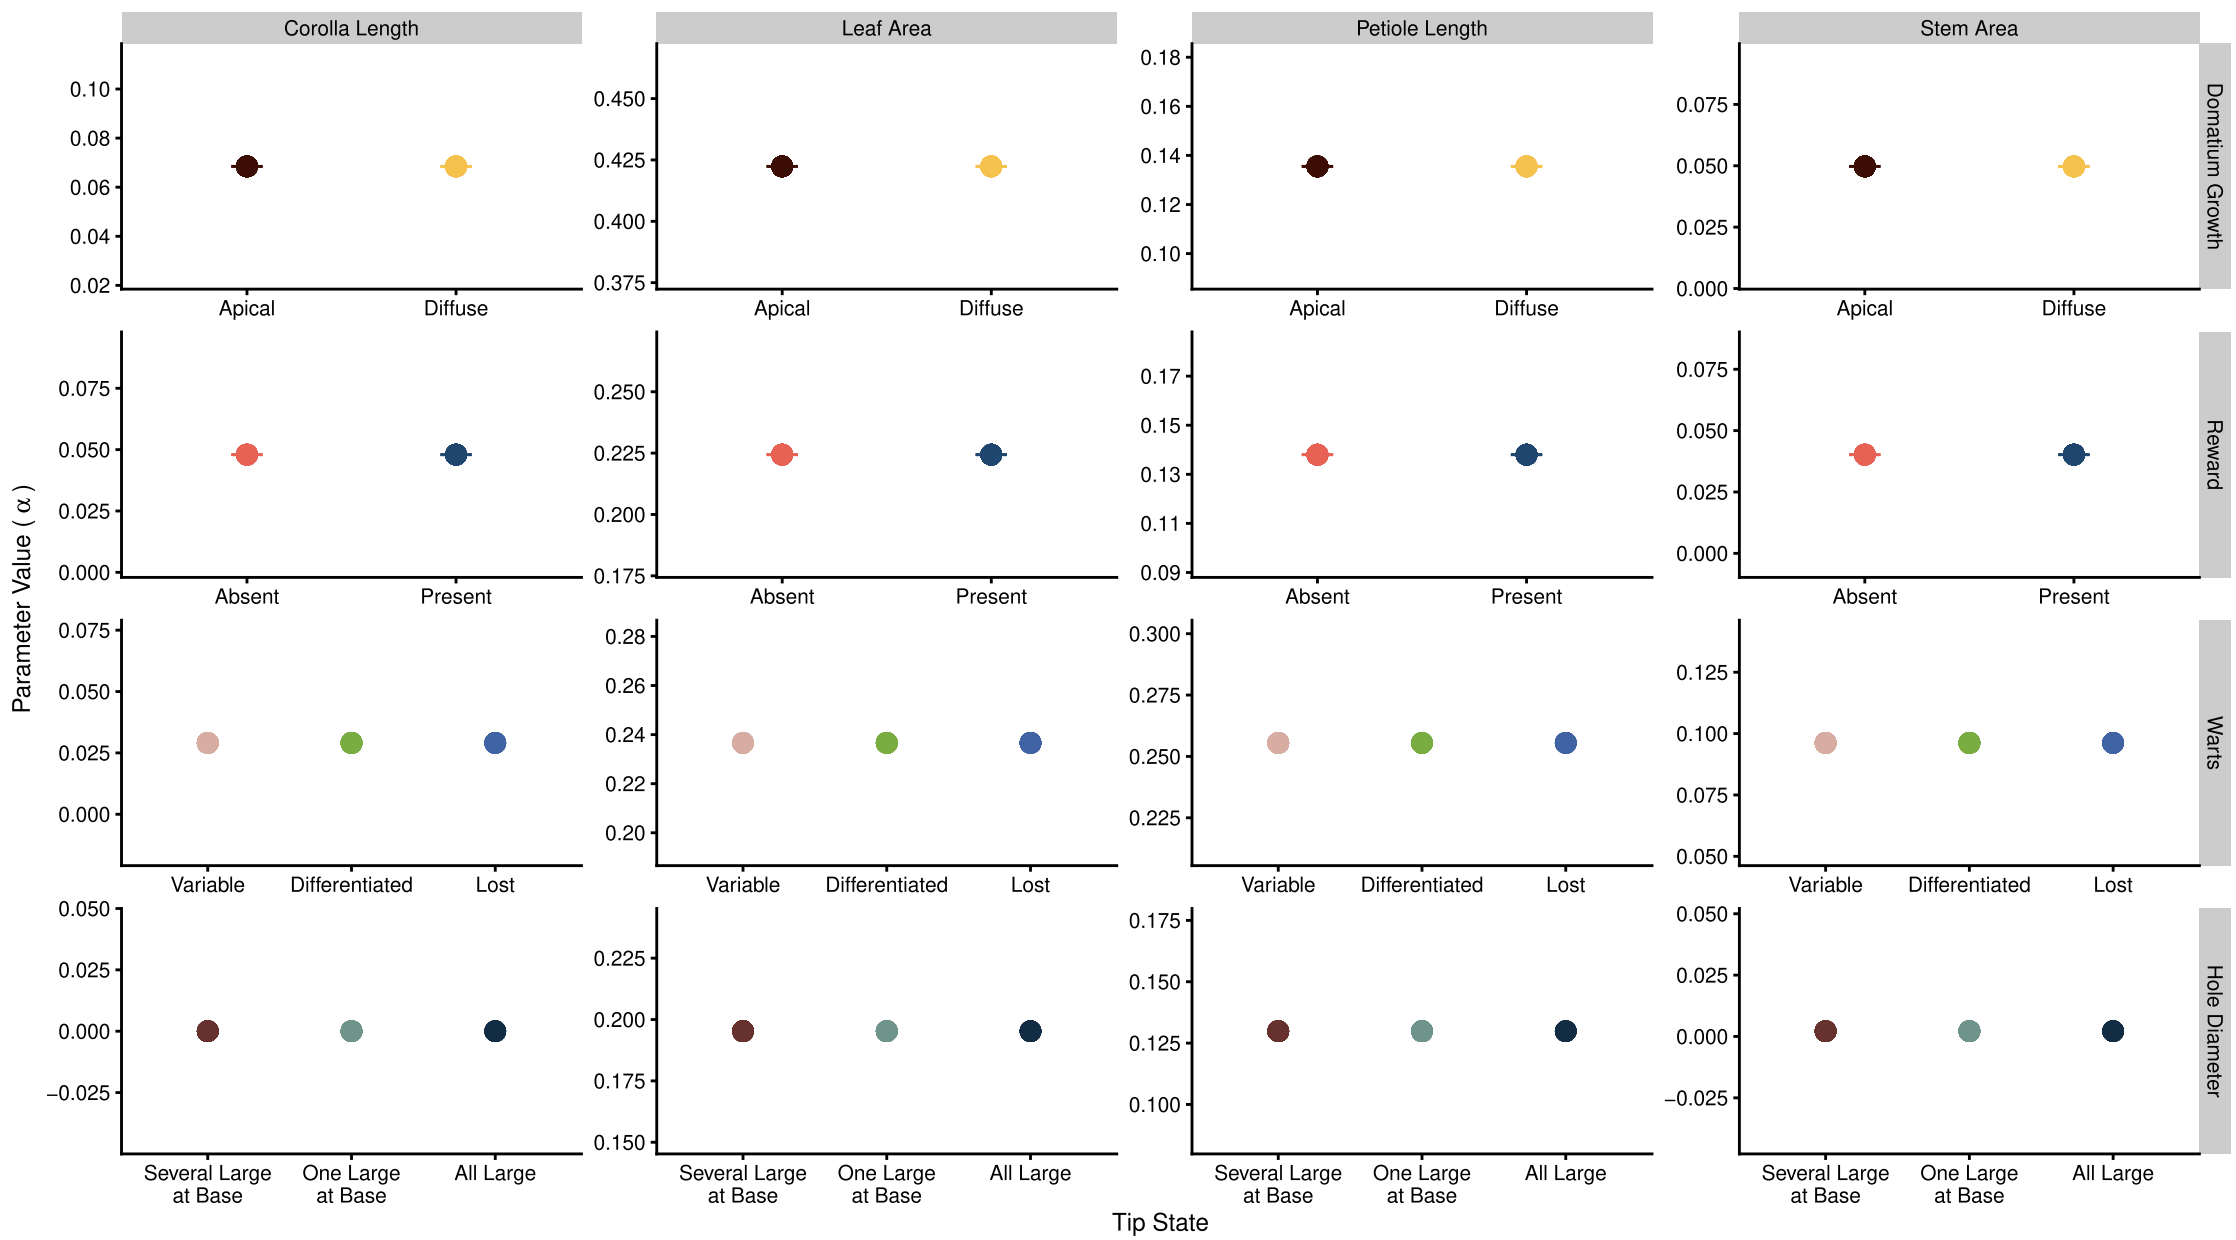 Corolla Length
Leaf Area
Petiole Length
Stem Area
Parameter Value ( α )
0.10
0.08
0.06
0.04
0.02
Apical Diffuse
0.450
0.425
0.400
0.375
Apical Diffuse
0.18
0.16
0.14
0.12
0.10
Apical Diffuse
0.075
0.050
0.025
0.000
Apical Diffuse
Domatium Growth
0.075
0.050
0.025
0.000
Absent Present
0.250
0.225
0.200
0.175
Absent Present
0.17
0.15
0.13
0.11
0.09
Absent Present
0.075
0.050
0.025
0.000
Absent Present
Reward
0.075
0.050
0.025
0.000
Variable Differentiated Lost
0.28
0.26
0.24
0.22
0.20
Variable Differentiated Lost
0.300
0.275
0.250
0.225
Variable Differentiated Lost
0.125
0.100
0.075
0.050
Variable Differentiated Lost
Warts
0.050
0.025
0.000
−0.025
Several Large One Large All Large
at Base at Base
0.225
0.200
0.175
0.150
Several Large One Large All Large
at Base at Base
0.175
0.150
0.125
0.100
Several Large One Large All Large
at Base at Base
0.050
0.025
0.000
−0.025
Several Large One Large All Large
at Base at Base
Hole Diameter
Tip State